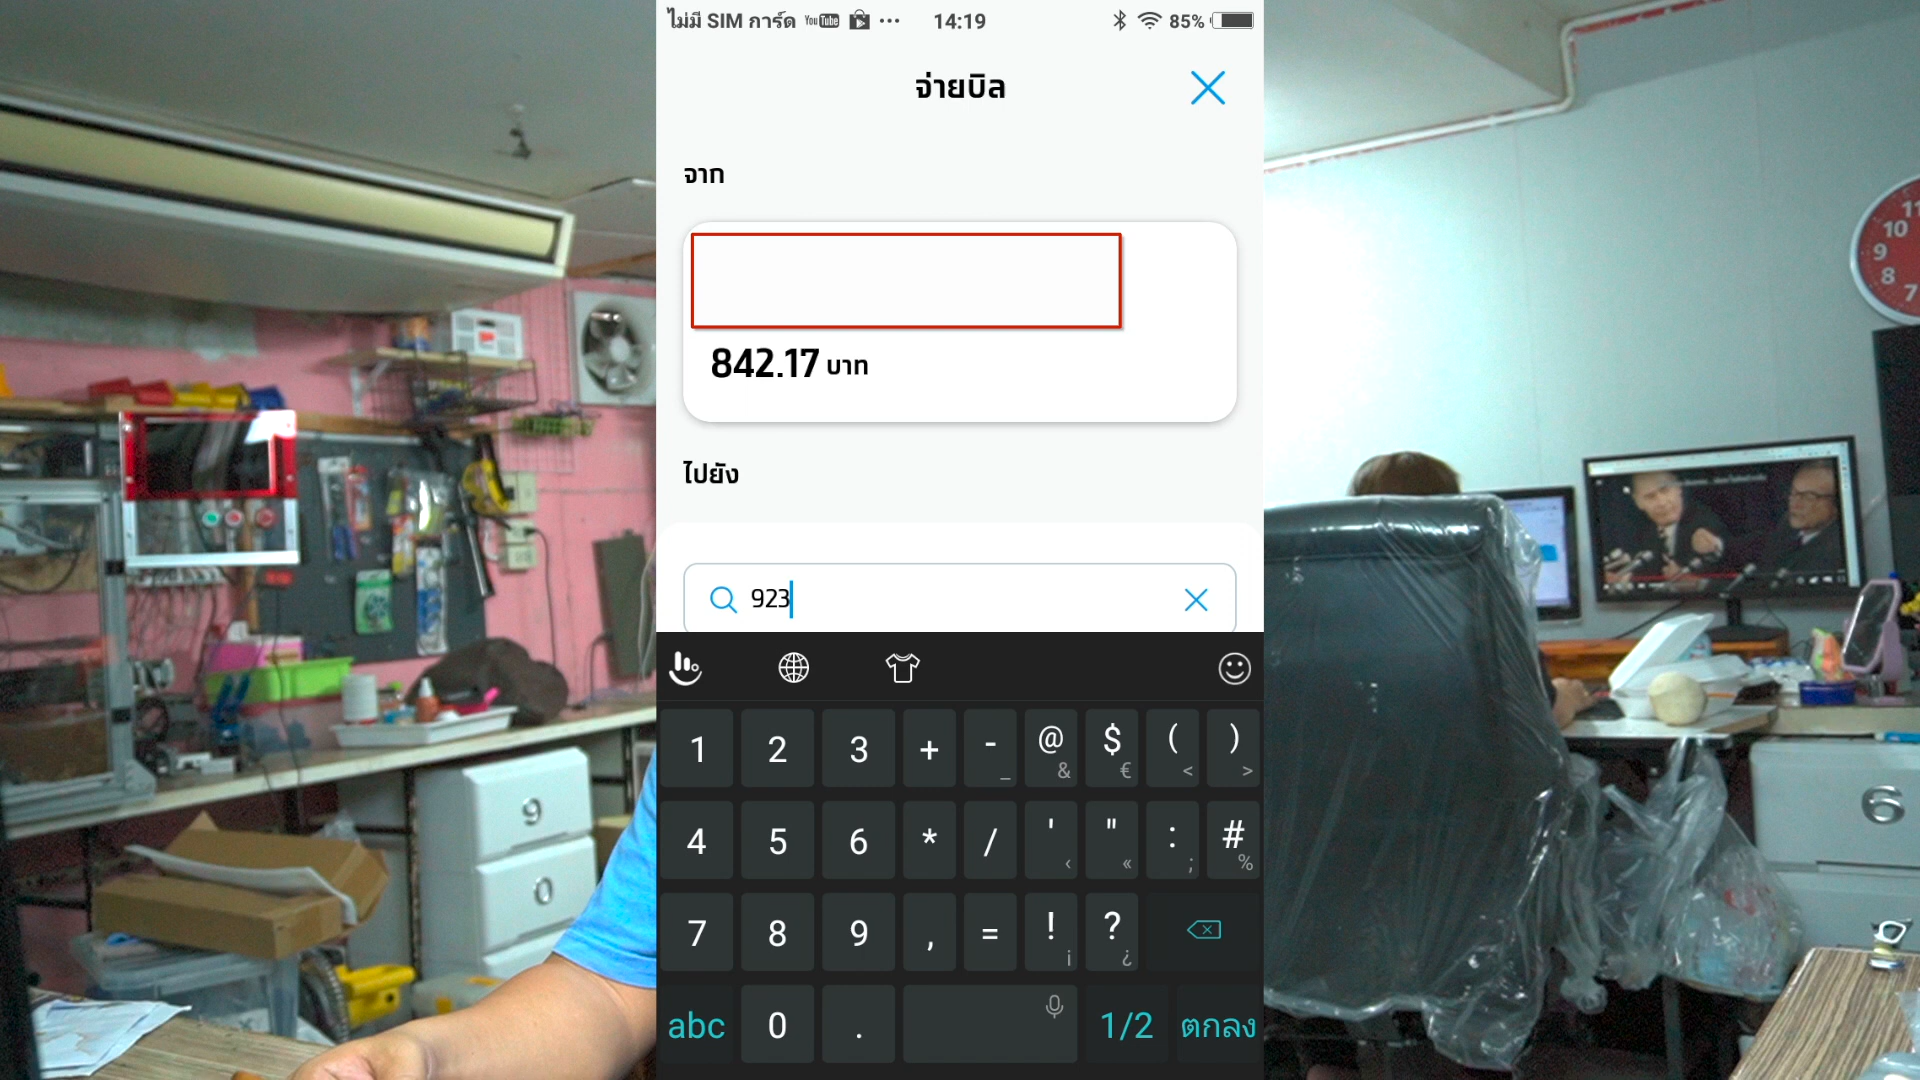 ไม่มี SIM การ์ด YouTube ... 14:19 85%
จ่ายบิล
จาก
842.17 บาท
ไปยัง
923
1 2 3 + - _ @ & $ € ( < ) >
4 5 6 * / ' ‹ " « : ; # %
7 8 9 , = ! ¡ ? ¿
abc 0 . 1/2 ตกลง
9
0
6
11
10
9
8
7